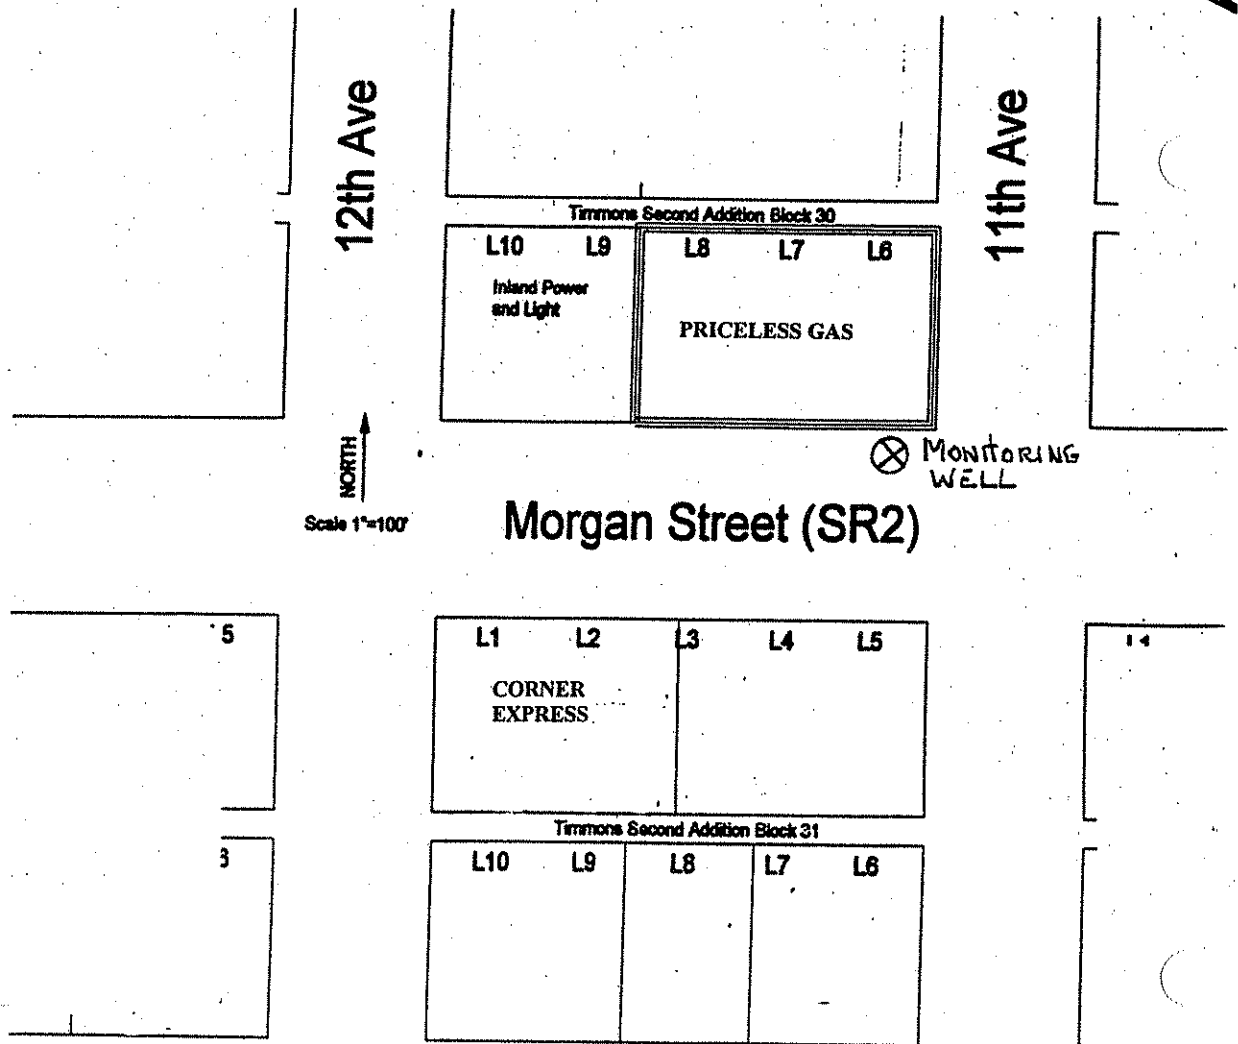 12th Ave
11th Ave
Timmons Second Addition Block 30
L10 L9 L8 L7 L6
Inland Power
and Light
PRICELESS GAS
NORTH
MONITORING
WELL
Scale 1"=100'
Morgan Street (SR2)
5
L1 L2 L3 L4 L5
CORNER
EXPRESS
Timmons Second Addition Block 31
L10 L9 L8 L7 L6